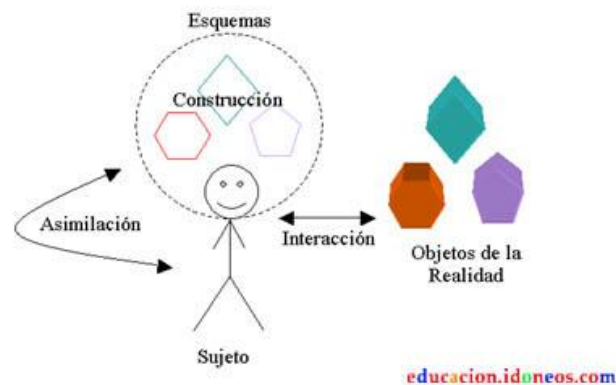 Esquemas
Construcción
Asimilación
Interacción
Objetos de la
Realidad
Sujeto
educacion.idoneos.com